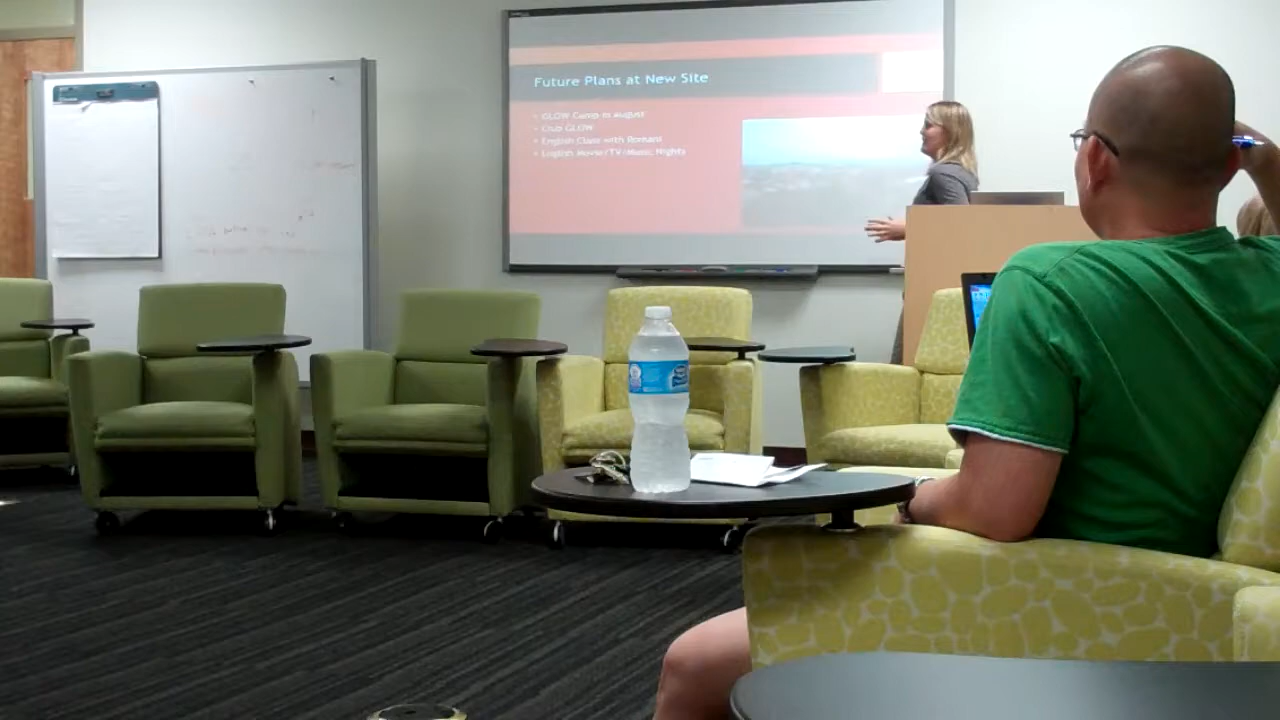 Future Plans at New Site
GLOW Camp in August
Club GLOW
English Class with Romani
English Movie/TV/Music Nights